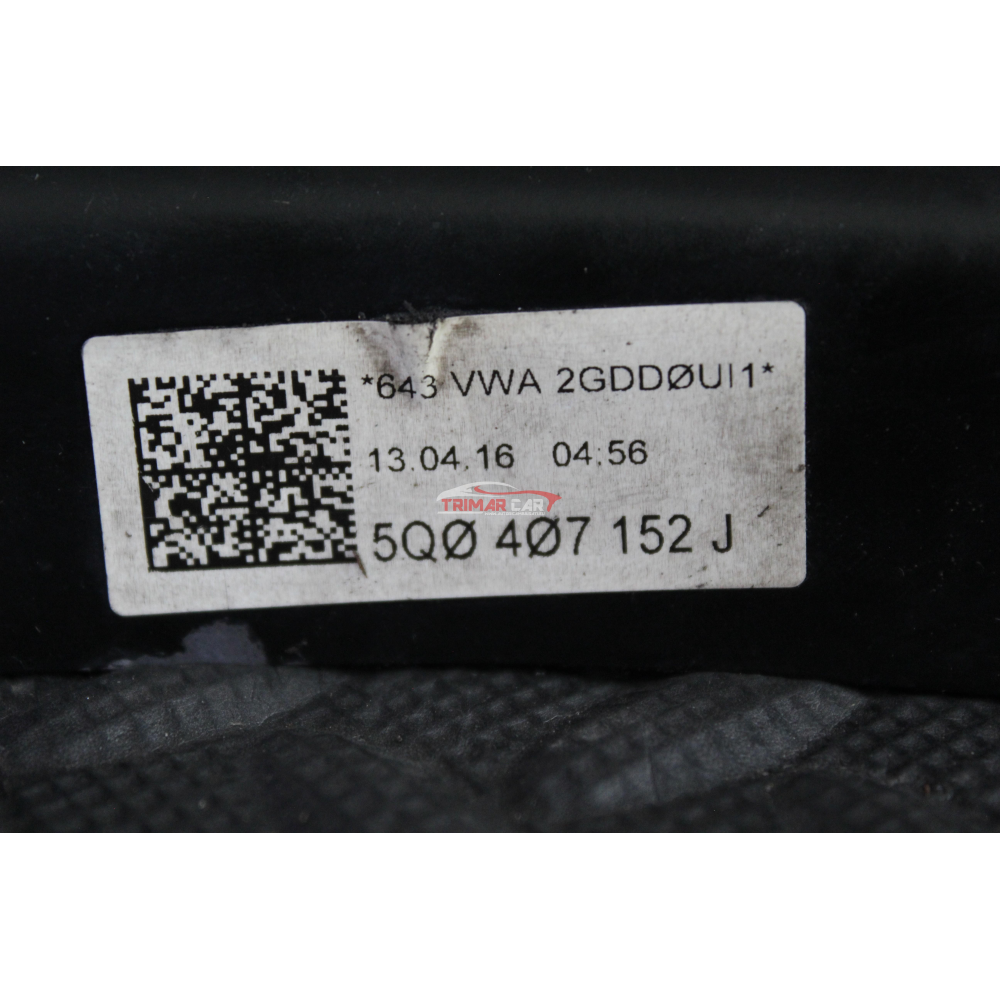 *643 VWA 2GDDØUI1*
13.04.16 04:56
TRIMAR CAR
5QØ 4Ø7 152 J